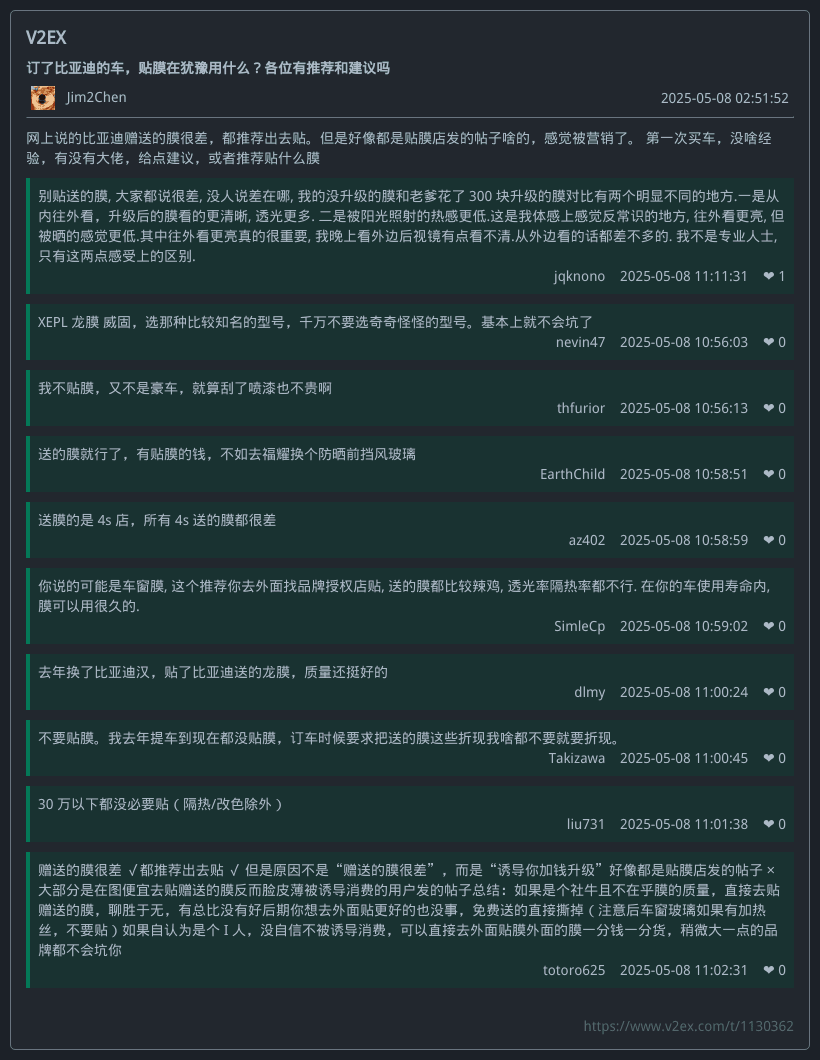 V2EX
订了比亚迪的车，贴膜在犹豫用什么？各位有推荐和建议吗
Jim2Chen
2025-05-08 02:51:52
网上说的比亚迪赠送的膜很差，都推荐出去贴。但是好像都是贴膜店发的帖子啥的，感觉被营销了。 第一次买车，没啥经
验，有没有大佬，给点建议，或者推荐贴什么膜
别贴送的膜, 大家都说很差, 没人说差在哪, 我的没升级的膜和老爹花了 300 块升级的膜对比有两个明显不同的地方.一是从
内往外看，升级后的膜看的更清晰, 透光更多. 二是被阳光照射的热感更低.这是我体感上感觉反常识的地方, 往外看更亮, 但
被晒的感觉更低.其中往外看更亮真的很重要, 我晚上看外边后视镜有点看不清.从外边看的话都差不多的. 我不是专业人士,
只有这两点感受上的区别.
jqknono 2025-05-08 11:11:31 ❤ 1
XEPL 龙膜 威固，选那种比较知名的型号，千万不要选奇奇怪怪的型号。基本上就不会坑了
nevin47 2025-05-08 10:56:03 ❤ 0
我不贴膜，又不是豪车，就算刮了喷漆也不贵啊
thfurior 2025-05-08 10:56:13 ❤ 0
送的膜就行了，有贴膜的钱，不如去福耀换个防晒前挡风玻璃
EarthChild 2025-05-08 10:58:51 ❤ 0
送膜的是 4s 店，所有 4s 送的膜都很差
az402 2025-05-08 10:58:59 ❤ 0
你说的可能是车窗膜, 这个推荐你去外面找品牌授权店贴, 送的膜都比较辣鸡, 透光率隔热率都不行. 在你的车使用寿命内,
膜可以用很久的.
SimleCp 2025-05-08 10:59:02 ❤ 0
去年换了比亚迪汉，贴了比亚迪送的龙膜，质量还挺好的
dlmy 2025-05-08 11:00:24 ❤ 0
不要贴膜。我去年提车到现在都没贴膜，订车时候要求把送的膜这些折现我啥都不要就要折现。
Takizawa 2025-05-08 11:00:45 ❤ 0
30 万以下都没必要贴（隔热/改色除外）
liu731 2025-05-08 11:01:38 ❤ 0
赠送的膜很差 √都推荐出去贴 √ 但是原因不是“赠送的膜很差”，而是“诱导你加钱升级”好像都是贴膜店发的帖子 ×
大部分是在图便宜去贴赠送的膜反而脸皮薄被诱导消费的用户发的帖子总结：如果是个社牛且不在乎膜的质量，直接去贴
赠送的膜，聊胜于无，有总比没有好后期你想去外面贴更好的也没事，免费送的直接撕掉（注意后车窗玻璃如果有加热
丝，不要贴）如果自认为是个 I 人，没自信不被诱导消费，可以直接去外面贴膜外面的膜一分钱一分货，稍微大一点的品
牌都不会坑你
totoro625 2025-05-08 11:02:31 ❤ 0
https://www.v2ex.com/t/1130362